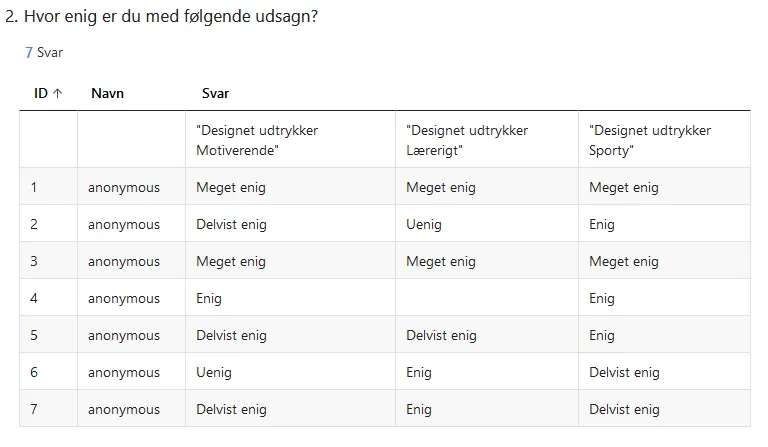 2. Hvor enig er du med følgende udsagn?
7 Svar
ID ↑ Navn Svar
"Designet udtrykker Motiverende" "Designet udtrykker Lærerigt" "Designet udtrykker Sporty"
1 anonymous Meget enig Meget enig Meget enig
2 anonymous Delvist enig Uenig Enig
3 anonymous Meget enig Meget enig Meget enig
4 anonymous Enig Enig
5 anonymous Delvist enig Delvist enig Enig
6 anonymous Uenig Enig Delvist enig
7 anonymous Delvist enig Enig Delvist enig